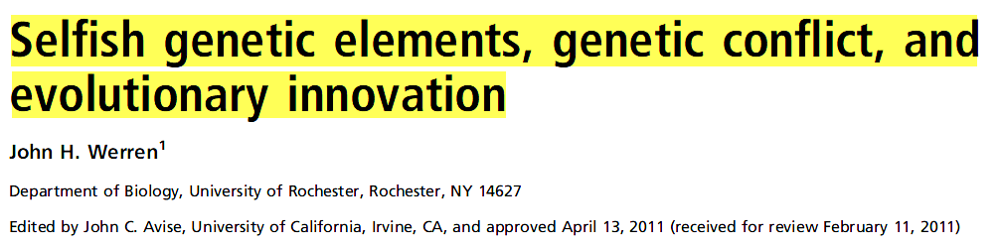 Selfish genetic elements, genetic conflict, and
evolutionary innovation
John H. Werren1
Department of Biology, University of Rochester, Rochester, NY 14627
Edited by John C. Avise, University of California, Irvine, CA, and approved April 13, 2011 (received for review February 11, 2011)